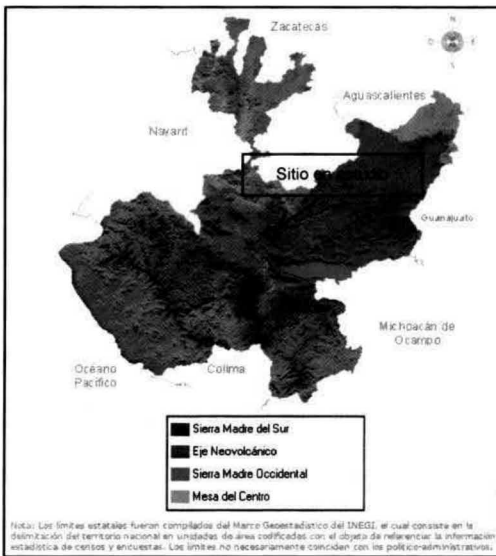 Zacatecas
N
O
E
Aguascalientes
Nayarit
Sitio en
Guanajuato
Michoacán de
Ocampo
Océano
Pacífico
Colima
Sierra Madre del Sur
Eje Neovolcánico
Sierra Madre Occidental
Mesa del Centro
Nota: Los límites estatales fueron compilados del Marco Geoestadístico del INEGI, el cual consiste en la
delimitación del territorio nacional en unidades de área codificadas con el objeto de referenciar la información
estadística de censos y encuestas. Los límites no necesariamente coinciden con los político-administrativos.